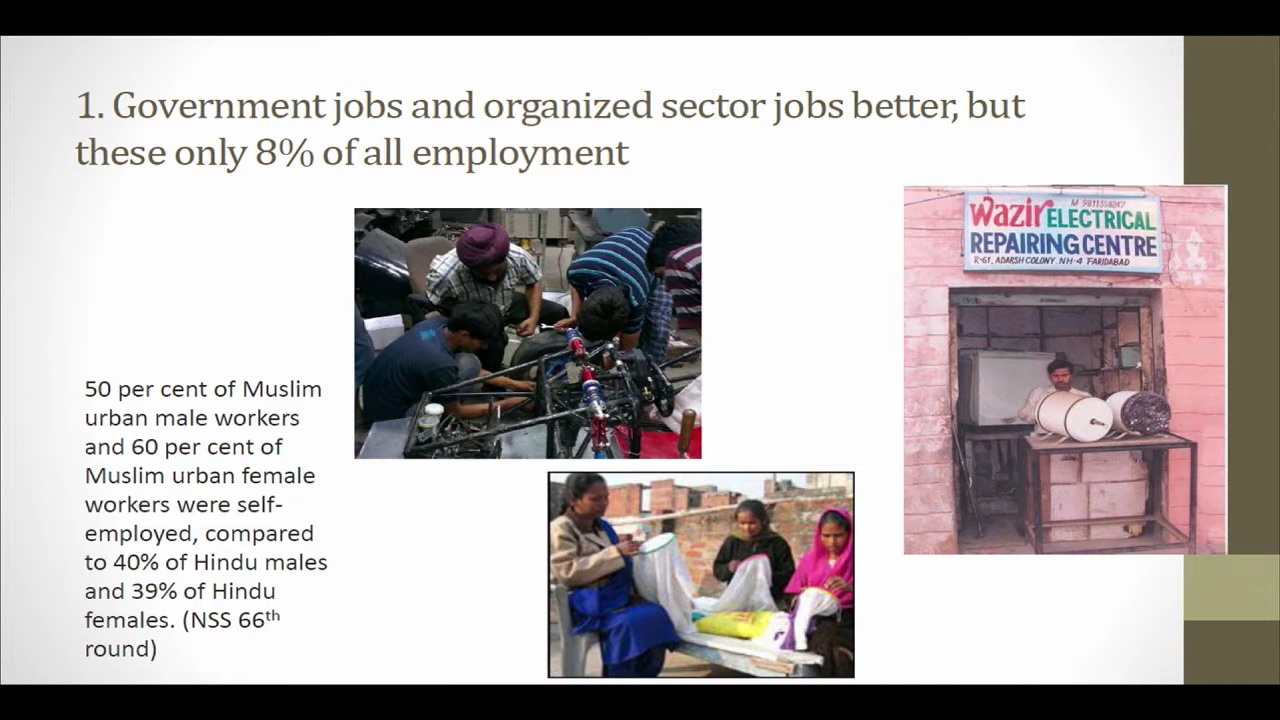 1. Government jobs and organized sector jobs better, but
these only 8% of all employment
Wazir ELECTRICAL
REPAIRING CENTRE
R-61, ADARSH COLONY, NH-4 FARIDABAD
50 per cent of Muslim
urban male workers
and 60 per cent of
Muslim urban female
workers were self-
employed, compared
to 40% of Hindu males
and 39% of Hindu
females. (NSS 66th
round)